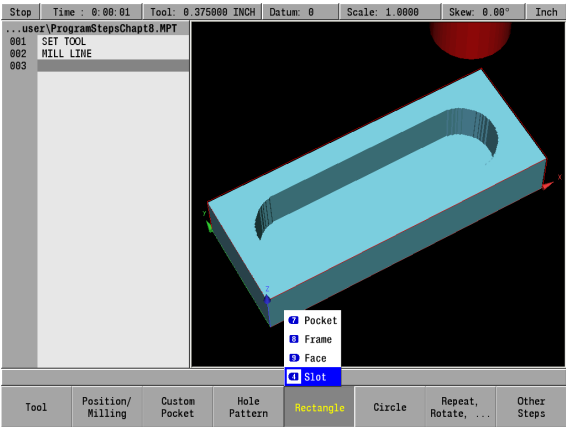 Stop Time : 0:00:01 Tool: 0.375000 INCH Datum: 0 Scale: 1.0000 Skew: 0.00° Inch
...user\ProgramStepsChapt8.MPT
001 SET TOOL
002 MILL LINE
003
X
Y
Z
7 Pocket
8 Frame
9 Face
4 Slot
Tool
Position/
Milling
Custom
Pocket
Hole
Pattern
Rectangle
Circle
Repeat,
Rotate, ...
Other
Steps